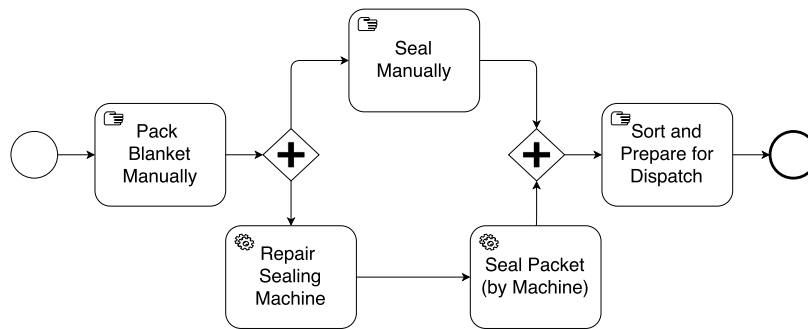 Seal
Manually
Pack
Blanket
Manually
Sort and
Prepare for
Dispatch
Repair
Sealing
Machine
Seal Packet
(by Machine)